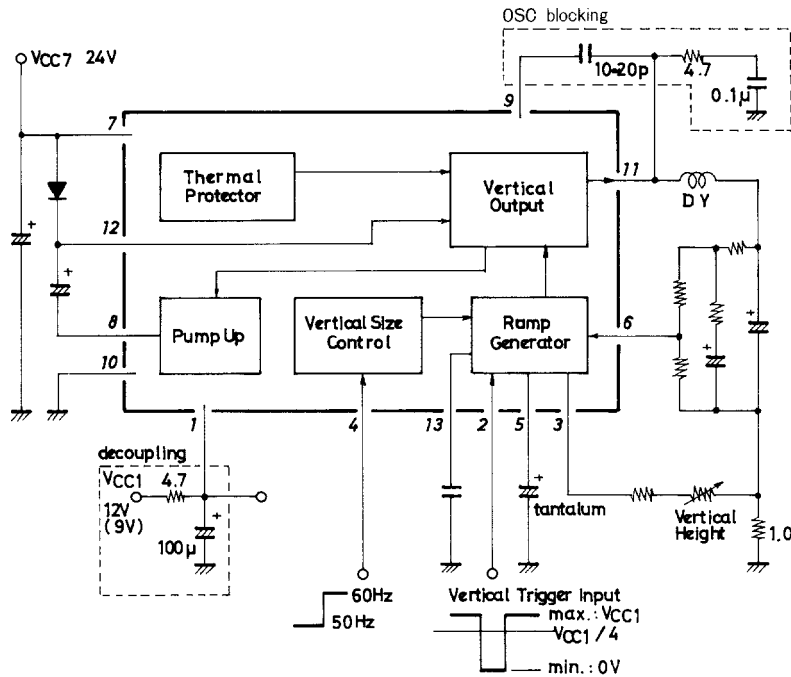 OSC blocking
VCC7 24V
10-20p
4.7
0.1μ
9
7
Thermal
Protector
Vertical
Output
11
DY
12
8
Pump Up
Vertical Size
Control
Ramp
Generator
6
10
1
4
13
2
5
3
decoupling
VCC1
4.7
12V
(9V)
100μ
tantalum
Vertical
Height
1.0
60Hz
50Hz
Vertical Trigger Input
max.:VCC1
VCC1/4
min.:0V
+
+
+
+
+
+